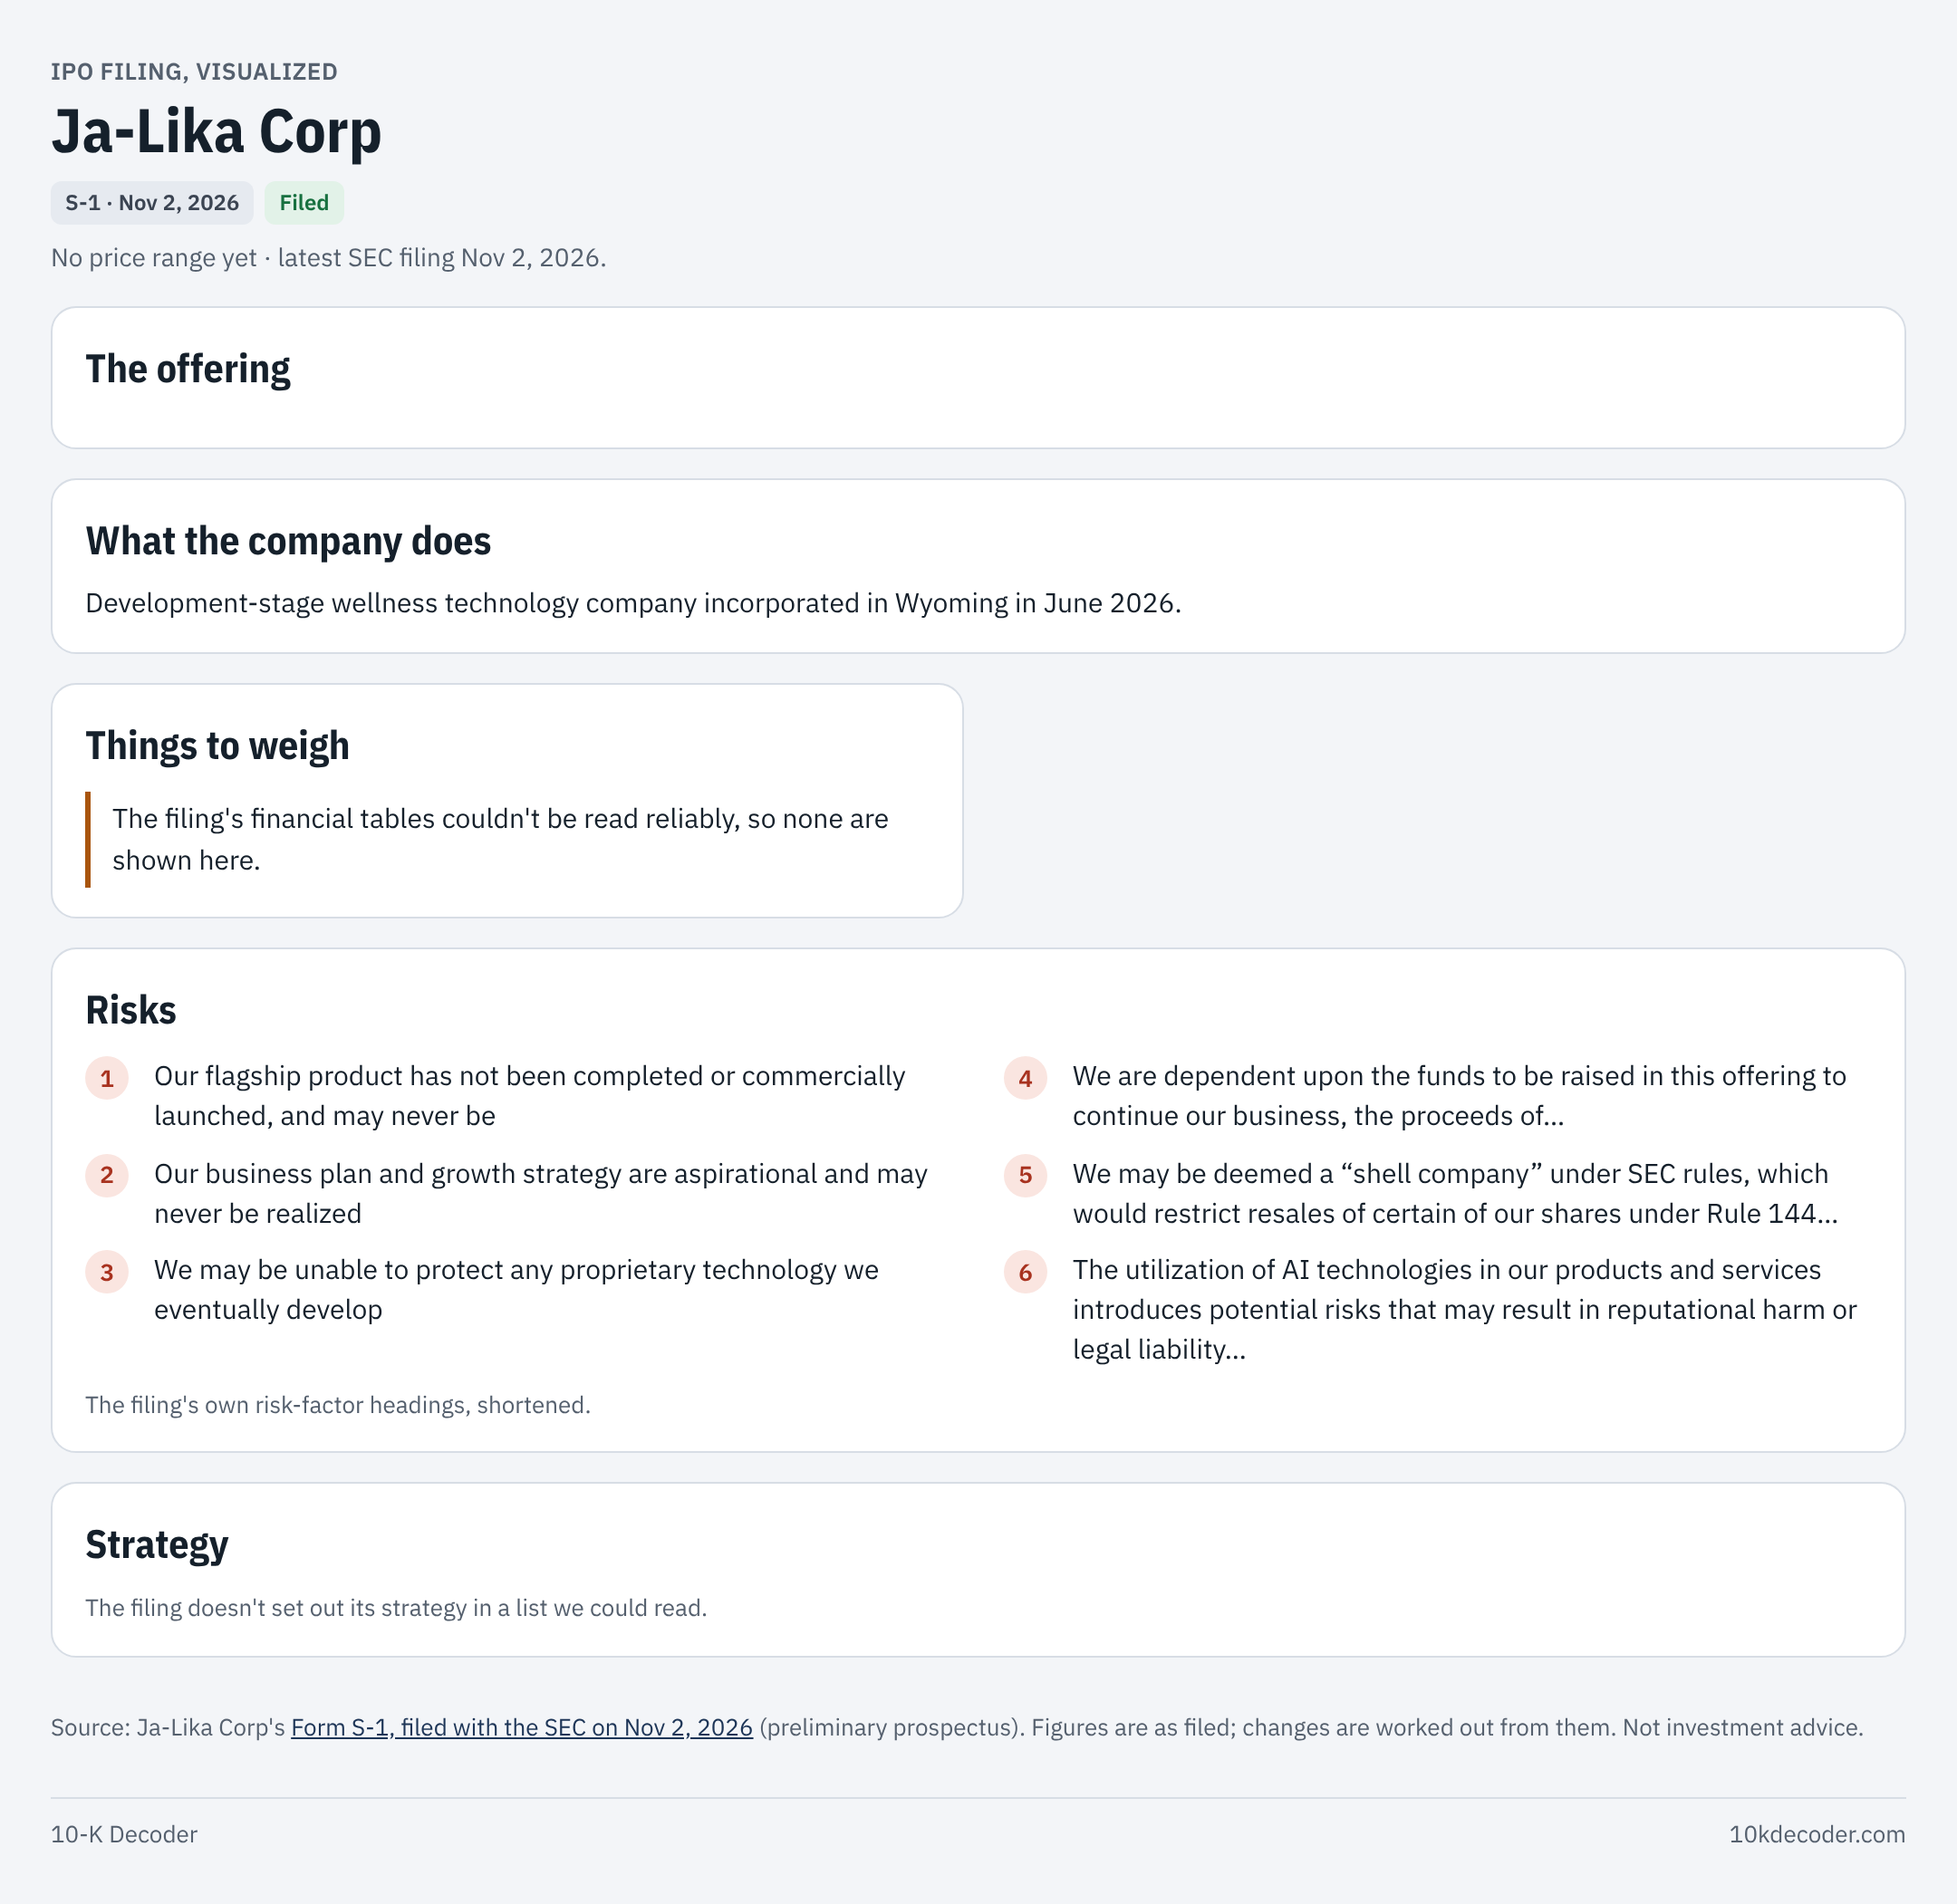 IPO FILING, VISUALIZED
Ja-Lika Corp
S-1 · Nov 2, 2026 Filed
No price range yet · latest SEC filing Nov 2, 2026.
The offering
What the company does
Development-stage wellness technology company incorporated in Wyoming in June 2026.
Things to weigh
The filing's financial tables couldn't be read reliably, so none are
shown here.
Risks
1 Our flagship product has not been completed or commercially
launched, and may never be
2 Our business plan and growth strategy are aspirational and may
never be realized
3 We may be unable to protect any proprietary technology we
eventually develop
4 We are dependent upon the funds to be raised in this offering to
continue our business, the proceeds of…
5 We may be deemed a “shell company” under SEC rules, which
would restrict resales of certain of our shares under Rule 144…
6 The utilization of AI technologies in our products and services
introduces potential risks that may result in reputational harm or
legal liability…
The filing's own risk-factor headings, shortened.
Strategy
The filing doesn't set out its strategy in a list we could read.
Source: Ja-Lika Corp's Form S-1, filed with the SEC on Nov 2, 2026 (preliminary prospectus). Figures are as filed; changes are worked out from them. Not investment advice.
10-K Decoder
10kdecoder.com